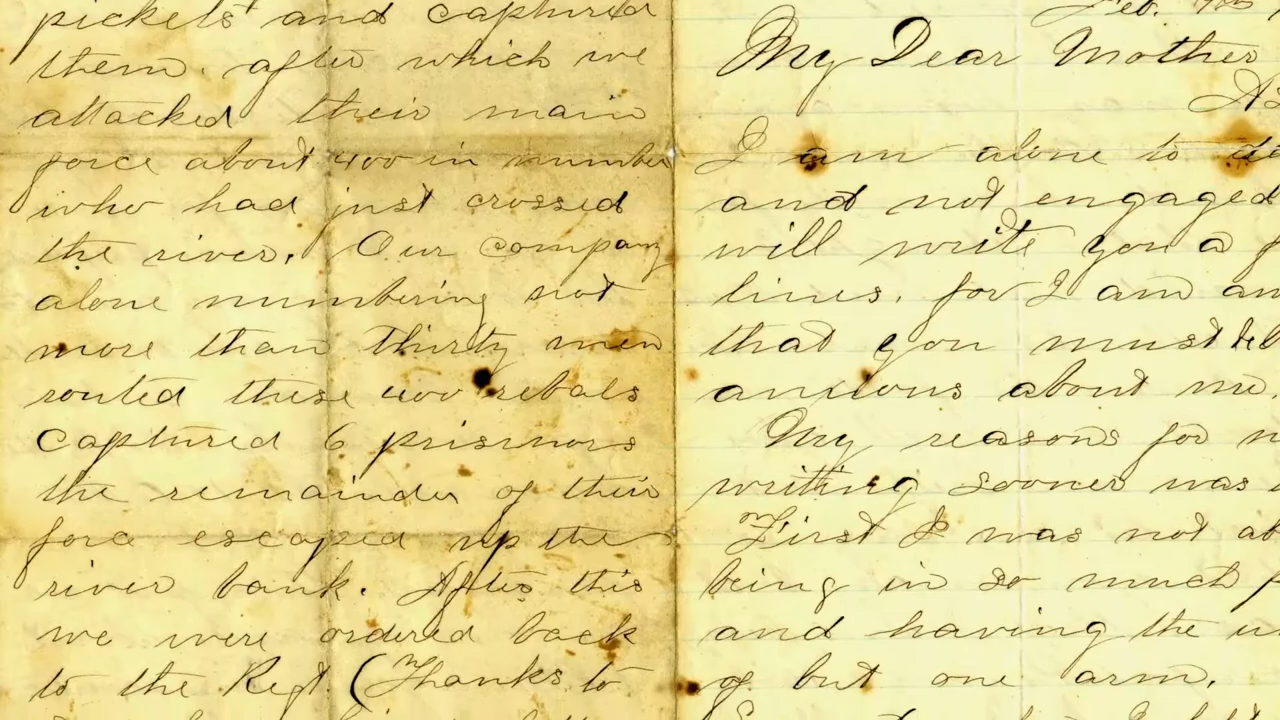 pickets and captured
them. after which we
attacked their main
force about 400 in number
who had just crossed
the river. Our company
alone numbering not
more than thirty men
routed these 400 rebals
captured 6 prisinors
the remainder of their
force escaped up the
river bank. After this
we were ordered back
to the Regt. (Thanks to
Feb.
My Dear Mother
I am alone to
and not engaged
will write you a
lines. for I am
that you must
anxious about me.
My reasons for
writing sooner was
First I was not
being in so much
and having the
of but one arm.